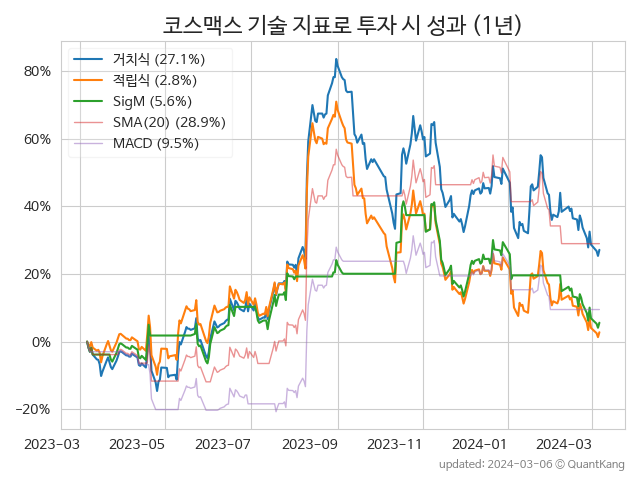 코스맥스 기술 지표로 투자 시 성과 (1년)
거치식 (27.1%)
적립식 (2.8%)
SigM (5.6%)
SMA(20) (28.9%)
MACD (9.5%)
80%
60%
40%
20%
0%
−20%
2023-03 2023-05 2023-07 2023-09 2023-11 2024-01 2024-03
updated: 2024-03-06 © QuantKang